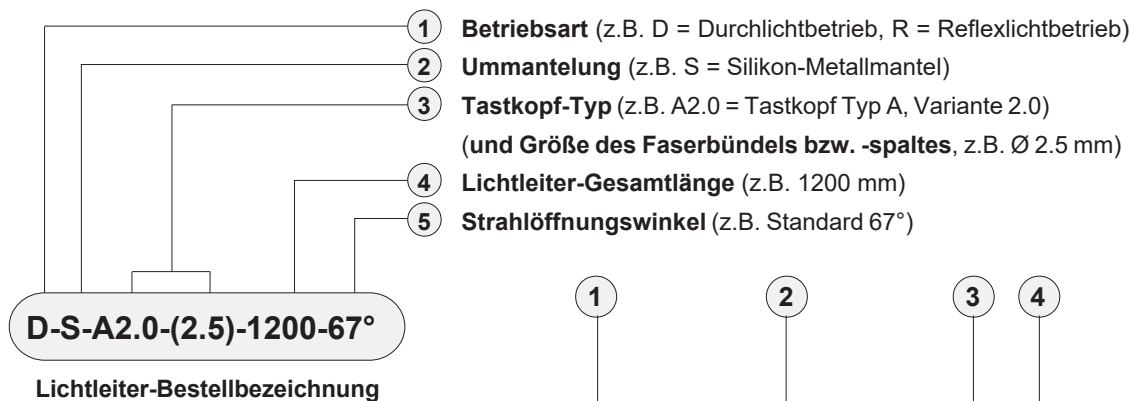 1 Betriebsart (z.B. D = Durchlichtbetrieb, R = Reflexlichtbetrieb)
2 Ummantelung (z.B. S = Silikon-Metallmantel)
3 Tastkopf-Typ (z.B. A2.0 = Tastkopf Typ A, Variante 2.0)
(und Größe des Faserbündels bzw. -spaltes, z.B. Ø 2.5 mm)
4 Lichtleiter-Gesamtlänge (z.B. 1200 mm)
5 Strahlöffnungswinkel (z.B. Standard 67°)
1 2 3 4
D-S-A2.0-(2.5)-1200-67°
Lichtleiter-Bestellbezeichnung